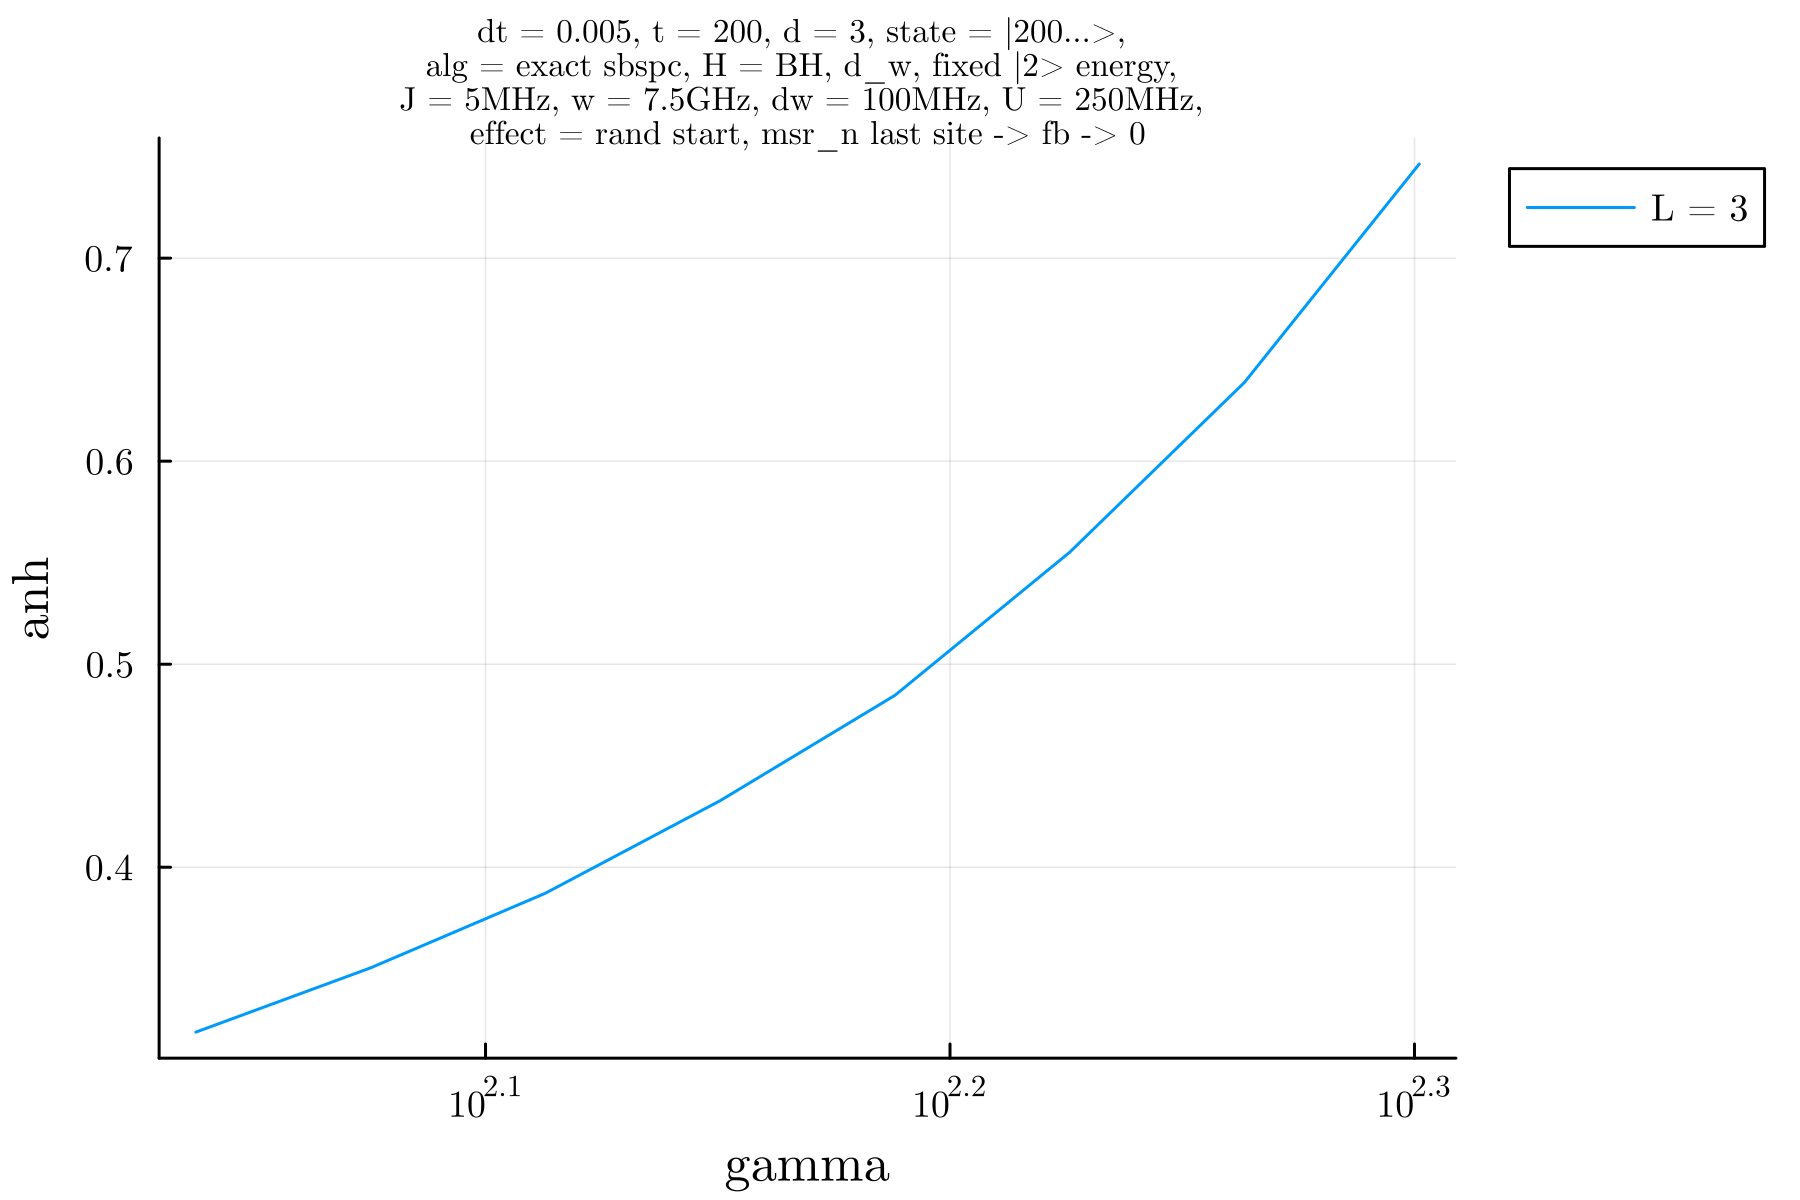 dt = 0.005, t = 200, d = 3, state = |200...>,
alg = exact sbspc, H = BH, d_w, fixed |2> energy,
J = 5MHz, w = 7.5GHz, dw = 100MHz, U = 250MHz,
effect = rand start, msr_n last site -> fb -> 0
L = 3
0.7
0.6
0.5
0.4
anh
10^2.1 10^2.2 10^2.3
gamma